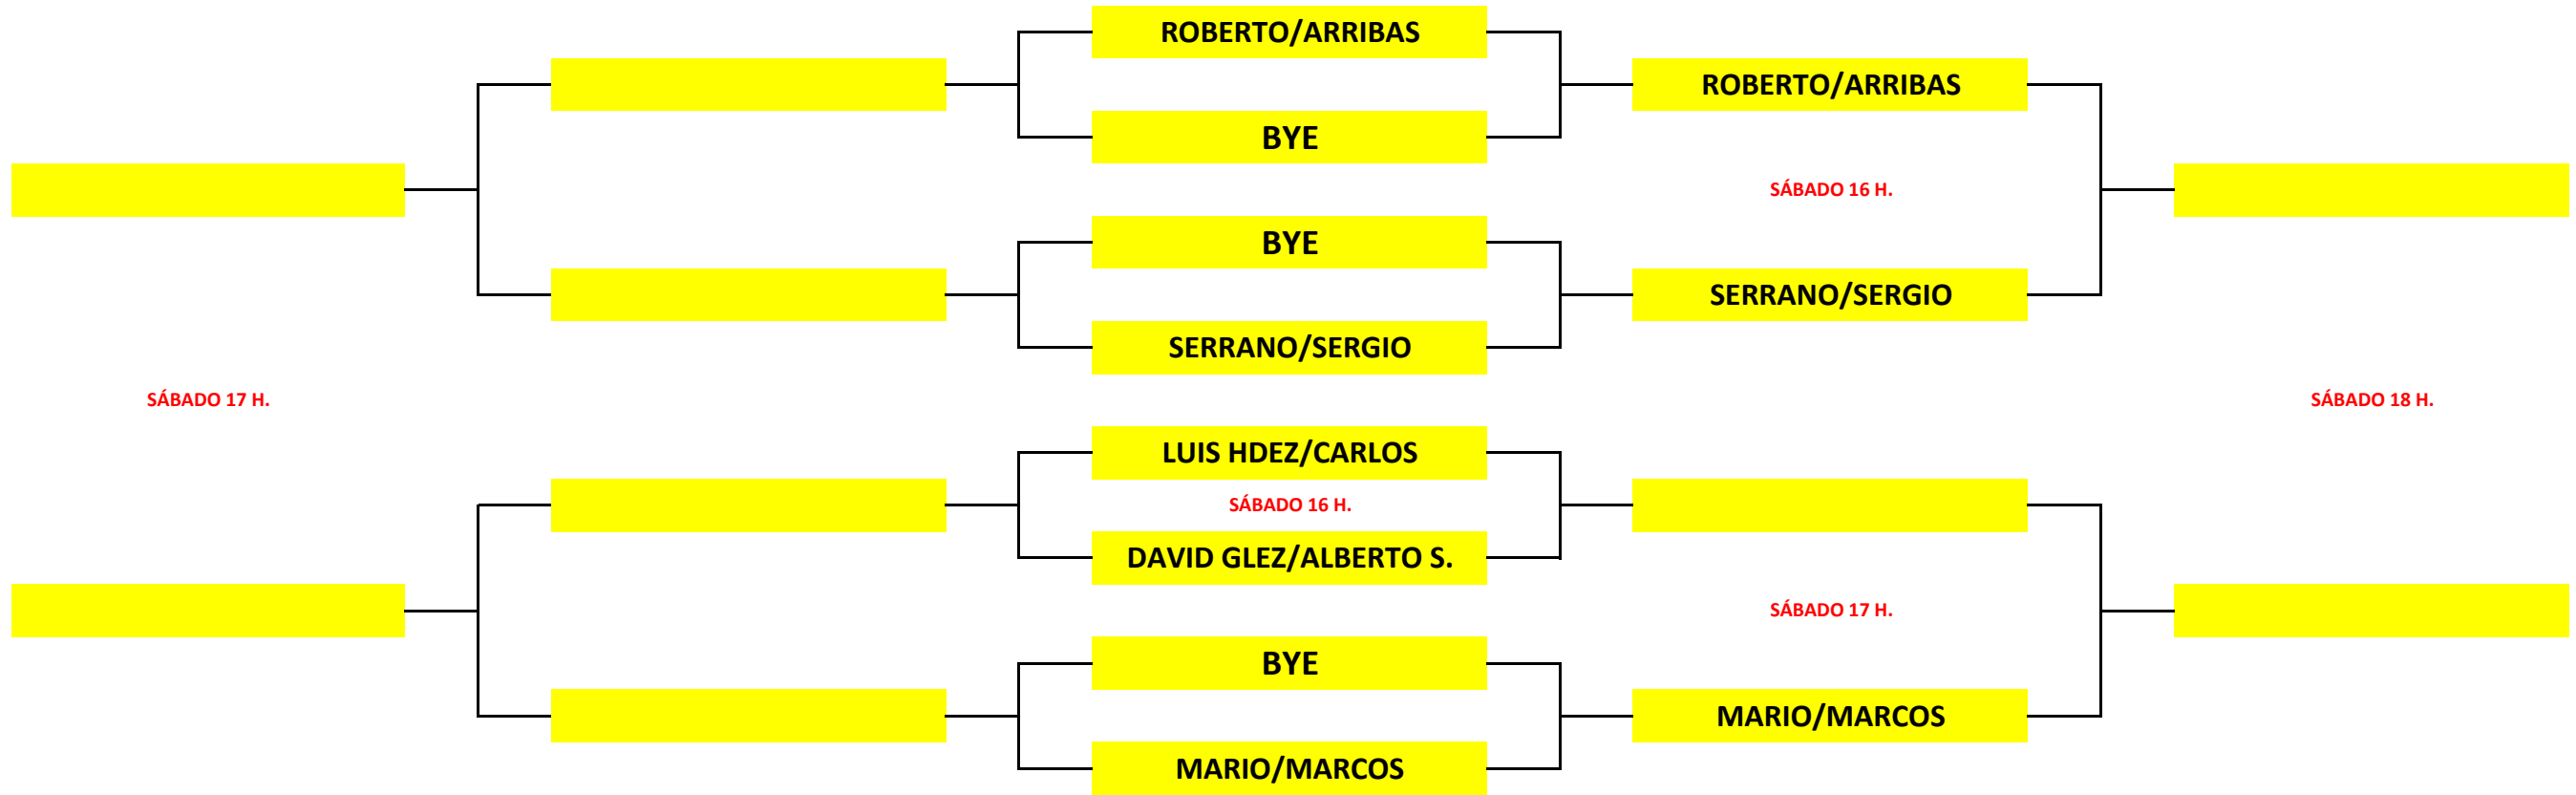 ROBERTO/ARRIBAS
ROBERTO/ARRIBAS
BYE
SÁBADO 16 H.
BYE
SERRANO/SERGIO
SERRANO/SERGIO
SÁBADO 17 H.
SÁBADO 18 H.
LUIS HDEZ/CARLOS
SÁBADO 16 H.
DAVID GLEZ/ALBERTO S.
SÁBADO 17 H.
BYE
MARIO/MARCOS
MARIO/MARCOS